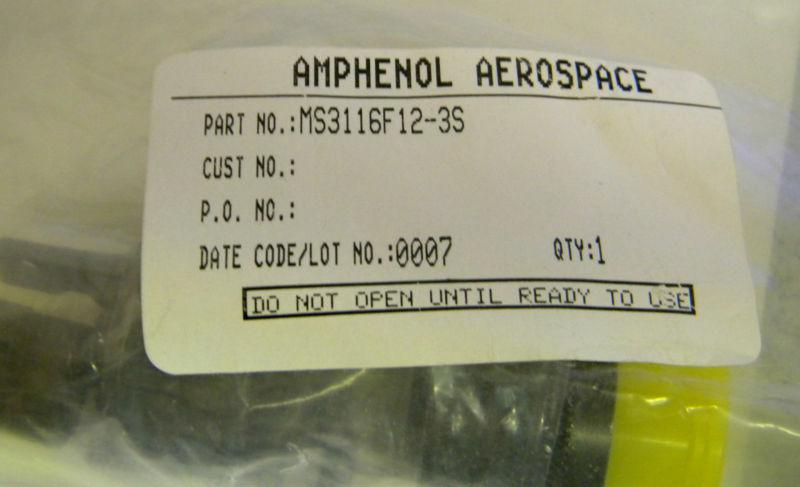 AMPHENOL AEROSPACE
PART NO.:MS3116F12-3S
CUST NO.:
P.O. NO.:
DATE CODE/LOT NO.:0007 QTY:1
DO NOT OPEN UNTIL READY TO USE